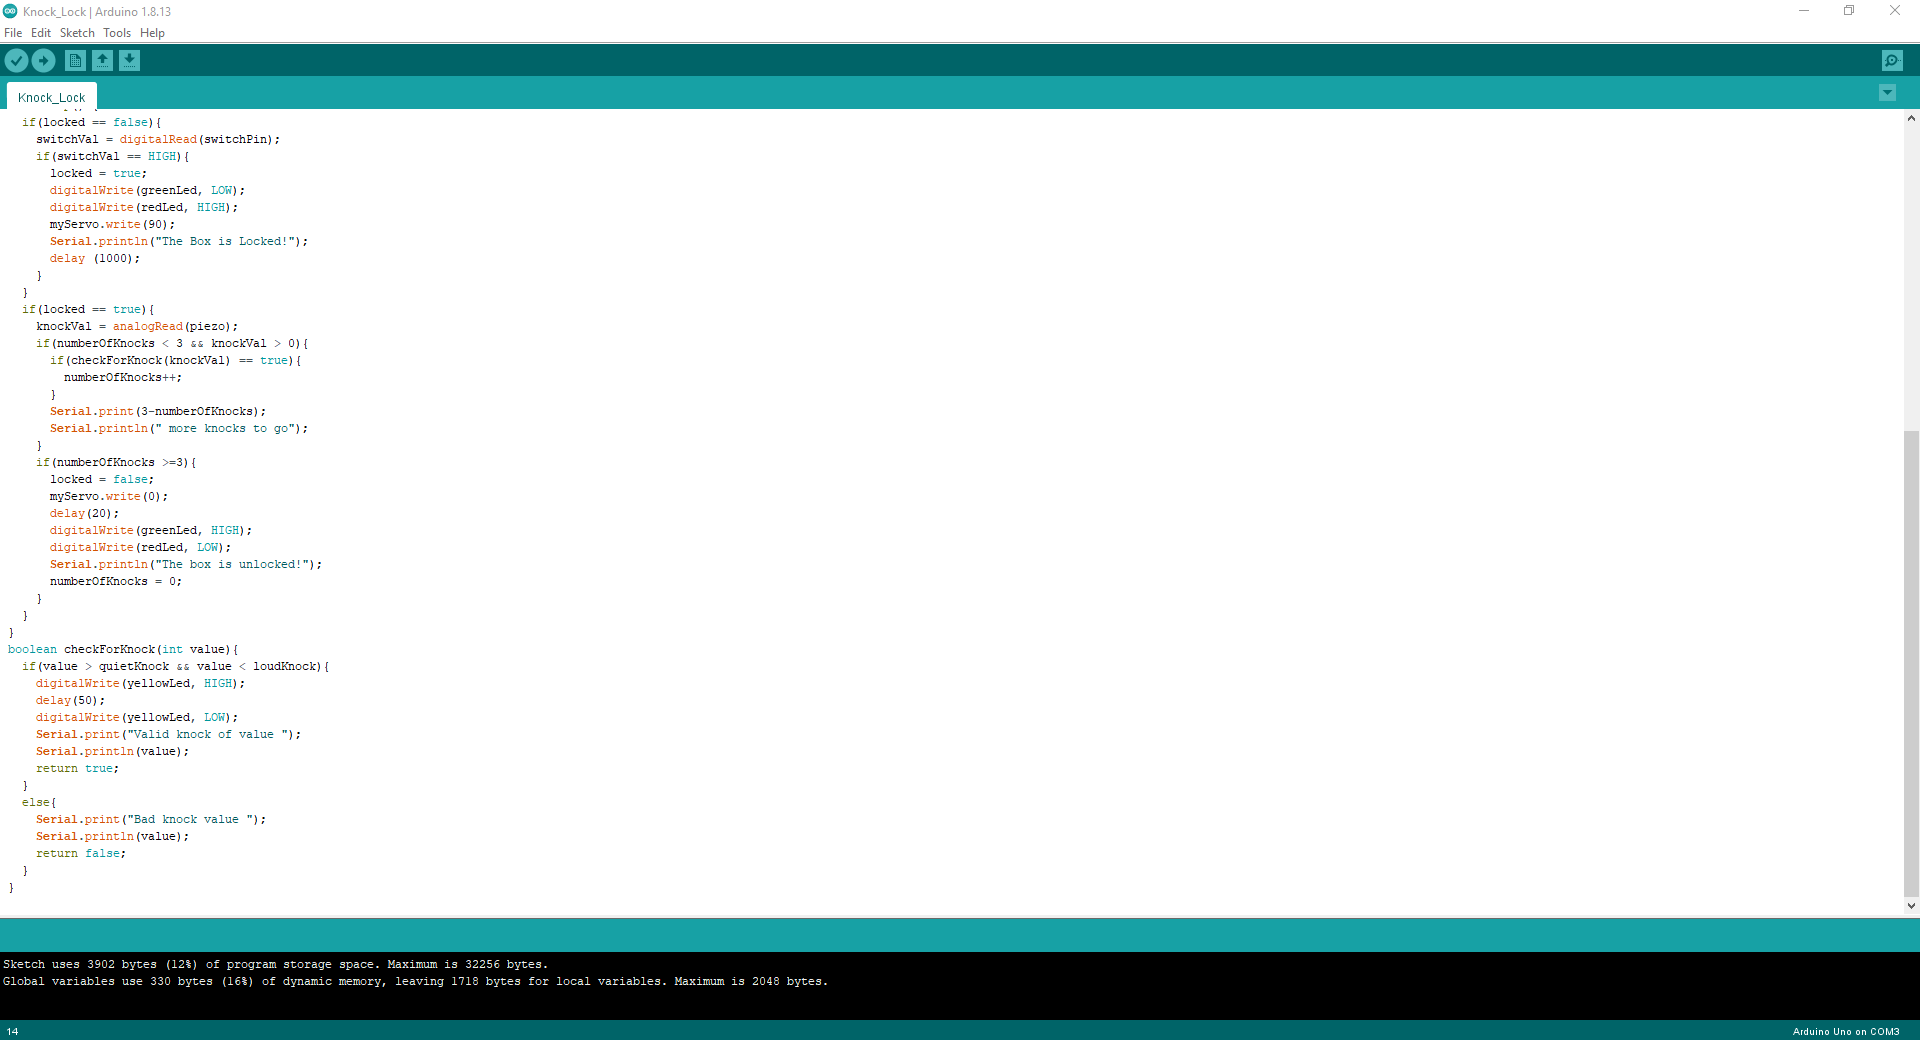 Knock_Lock | Arduino 1.8.13
File Edit Sketch Tools Help
Knock_Lock
if(locked == false){
switchVal = digitalRead(switchPin);
if(switchVal == HIGH){
locked = true;
digitalWrite(greenLed, LOW);
digitalWrite(redLed, HIGH);
myServo.write(90);
Serial.println("The Box is Locked!");
delay (1000);
}
}
if(locked == true){
knockVal = analogRead(piezo);
if(numberOfKnocks < 3 && knockVal > 0){
if(checkForKnock(knockVal) == true){
numberOfKnocks++;
}
Serial.print(3-numberOfKnocks);
Serial.println(" more knocks to go");
}
if(numberOfKnocks >=3){
locked = false;
myServo.write(0);
delay(20);
digitalWrite(greenLed, HIGH);
digitalWrite(redLed, LOW);
Serial.println("The box is unlocked!");
numberOfKnocks = 0;
}
}
}
boolean checkForKnock(int value){
if(value > quietKnock && value < loudKnock){
digitalWrite(yellowLed, HIGH);
delay(50);
digitalWrite(yellowLed, LOW);
Serial.print("Valid knock of value ");
Serial.println(value);
return true;
}
else{
Serial.print("Bad knock value ");
Serial.println(value);
return false;
}
}
Sketch uses 3902 bytes (12%) of program storage space. Maximum is 32256 bytes.
Global variables use 330 bytes (16%) of dynamic memory, leaving 1718 bytes for local variables. Maximum is 2048 bytes.
14
Arduino Uno on COM3